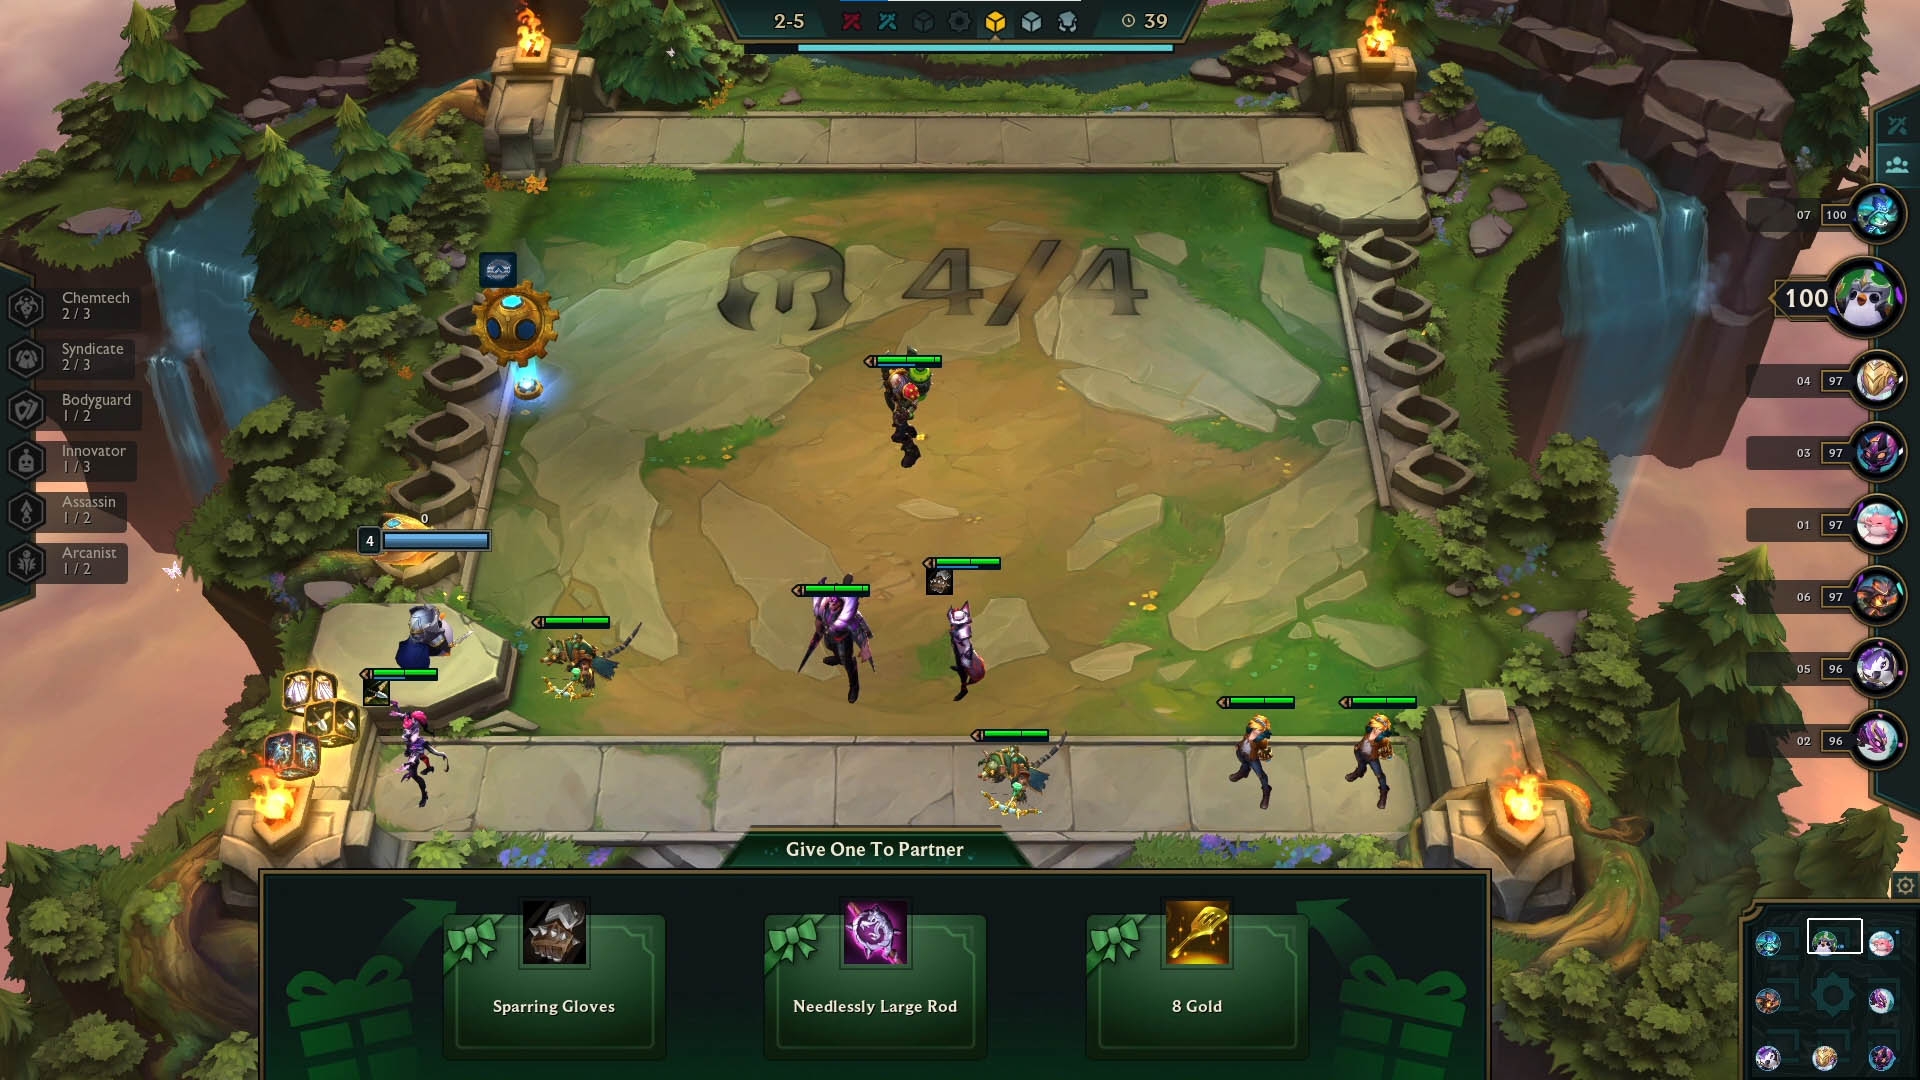 2-5
39
4/4
Chemtech
2 / 3
Syndicate
2 / 3
Bodyguard
1 / 2
Innovator
1 / 3
Assassin
1 / 2
Arcanist
1 / 2
07 100
100
04 97
03 97
01 97
06 97
05 96
02 96
0
4
Give One To Partner
Sparring Gloves
Needlessly Large Rod
8 Gold